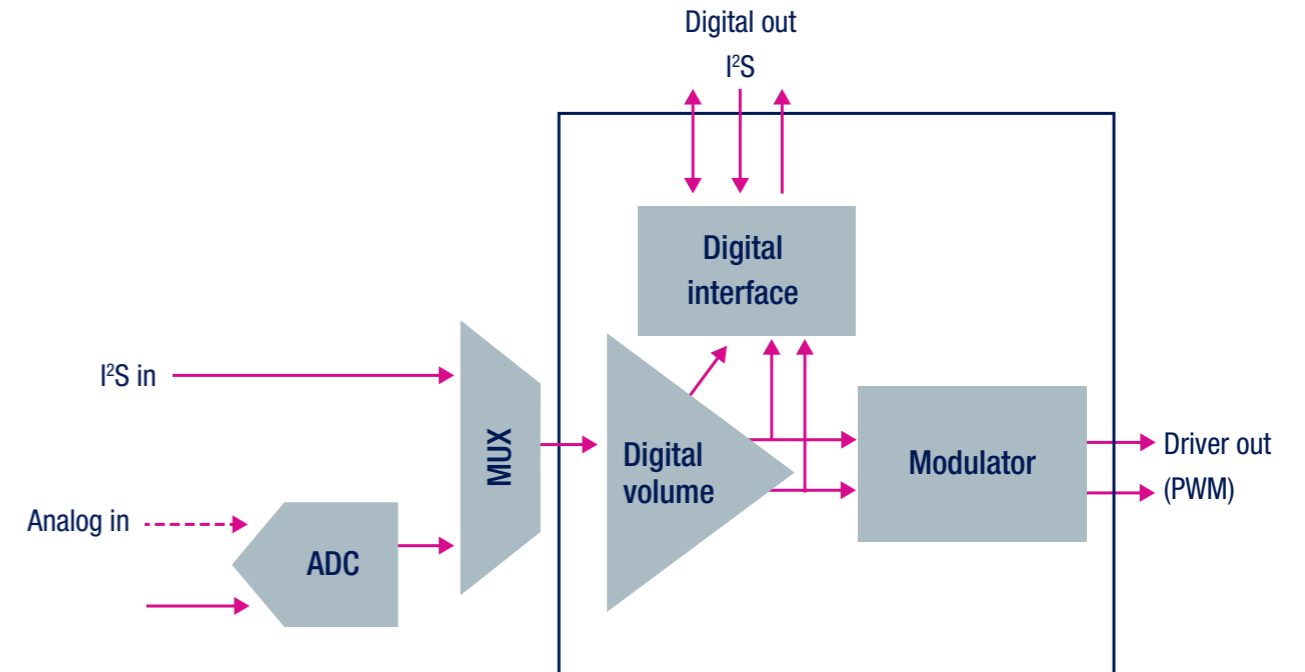 Digital out
I²S
Digital
interface
I²S in
MUX
Digital
volume
Modulator
Driver out
(PWM)
Analog in
ADC